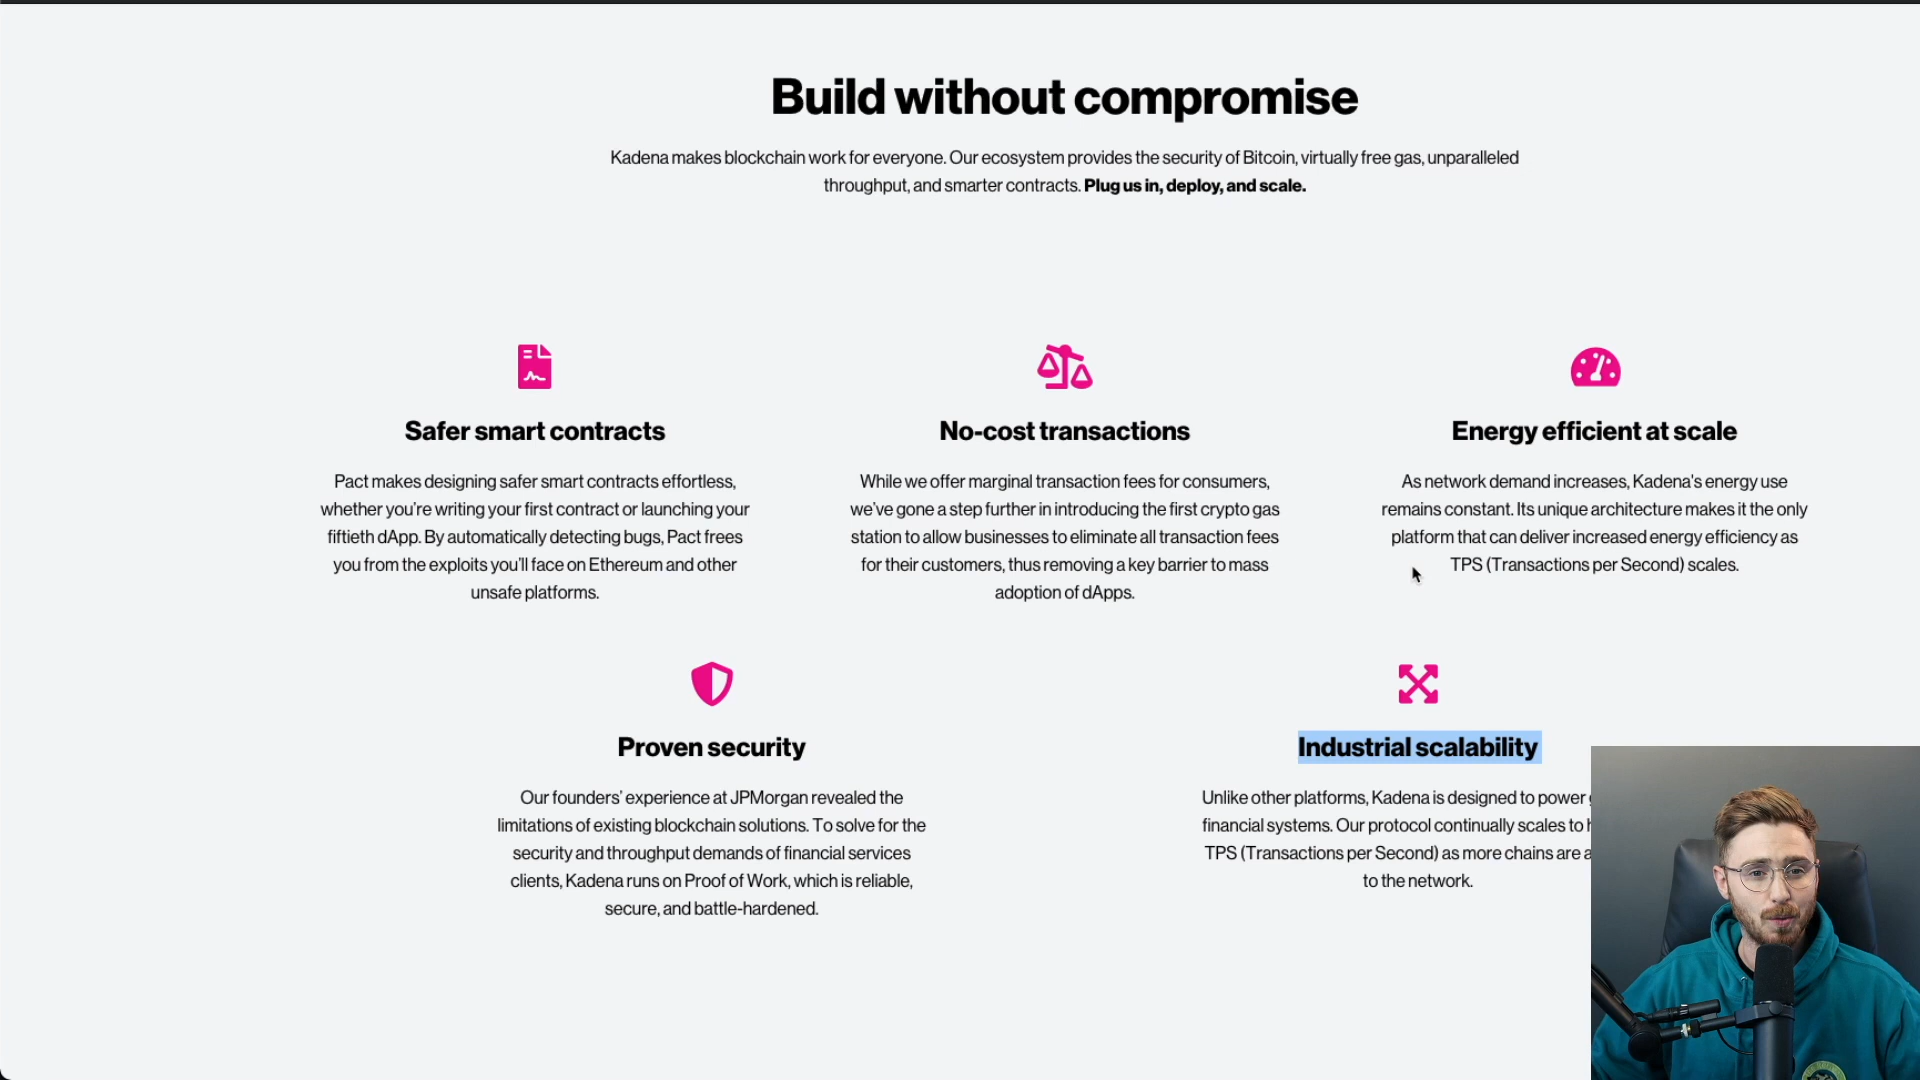 Build without compromise
Kadena makes blockchain work for everyone. Our ecosystem provides the security of Bitcoin, virtually free gas, unparalleled
throughput, and smarter contracts. Plug us in, deploy, and scale.
Safer smart contracts
Pact makes designing safer smart contracts effortless,
whether you're writing your first contract or launching your
fiftieth dApp. By automatically detecting bugs, Pact frees
you from the exploits you'll face on Ethereum and other
unsafe platforms.
No-cost transactions
While we offer marginal transaction fees for consumers,
we've gone a step further in introducing the first crypto gas
station to allow businesses to eliminate all transaction fees
for their customers, thus removing a key barrier to mass
adoption of dApps.
Energy efficient at scale
As network demand increases, Kadena's energy use
remains constant. Its unique architecture makes it the only
platform that can deliver increased energy efficiency as
TPS (Transactions per Second) scales.
Proven security
Our founders' experience at JPMorgan revealed the
limitations of existing blockchain solutions. To solve for the
security and throughput demands of financial services
clients, Kadena runs on Proof of Work, which is reliable,
secure, and battle-hardened.
Industrial scalability
Unlike other platforms, Kadena is designed to power
financial systems. Our protocol continually scales to
TPS (Transactions per Second) as more chains are
to the network.